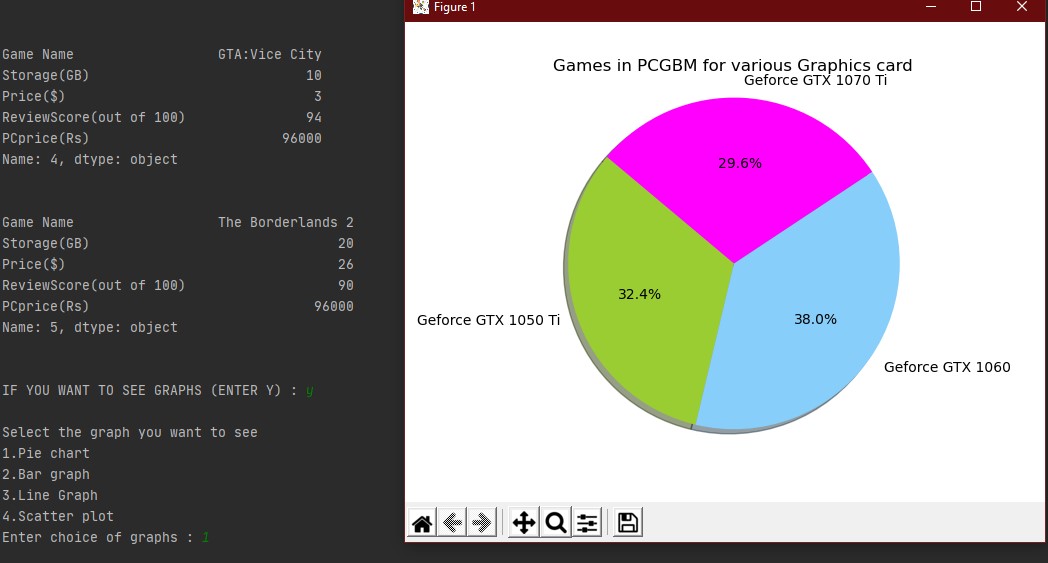 Game Name GTA:Vice City
Storage(GB) 10
Price($) 3
ReviewScore(out of 100) 94
PCprice(Rs) 96000
Name: 4, dtype: object
Game Name The Borderlands 2
Storage(GB) 20
Price($) 26
ReviewScore(out of 100) 90
PCprice(Rs) 96000
Name: 5, dtype: object
IF YOU WANT TO SEE GRAPHS (ENTER Y) : y
Select the graph you want to see
1.Pie chart
2.Bar graph
3.Line Graph
4.Scatter plot
Enter choice of graphs : 1
Figure 1
Games in PCGBM for various Graphics card
Geforce GTX 1070 Ti
29.6%
32.4%
38.0%
Geforce GTX 1050 Ti
Geforce GTX 1060